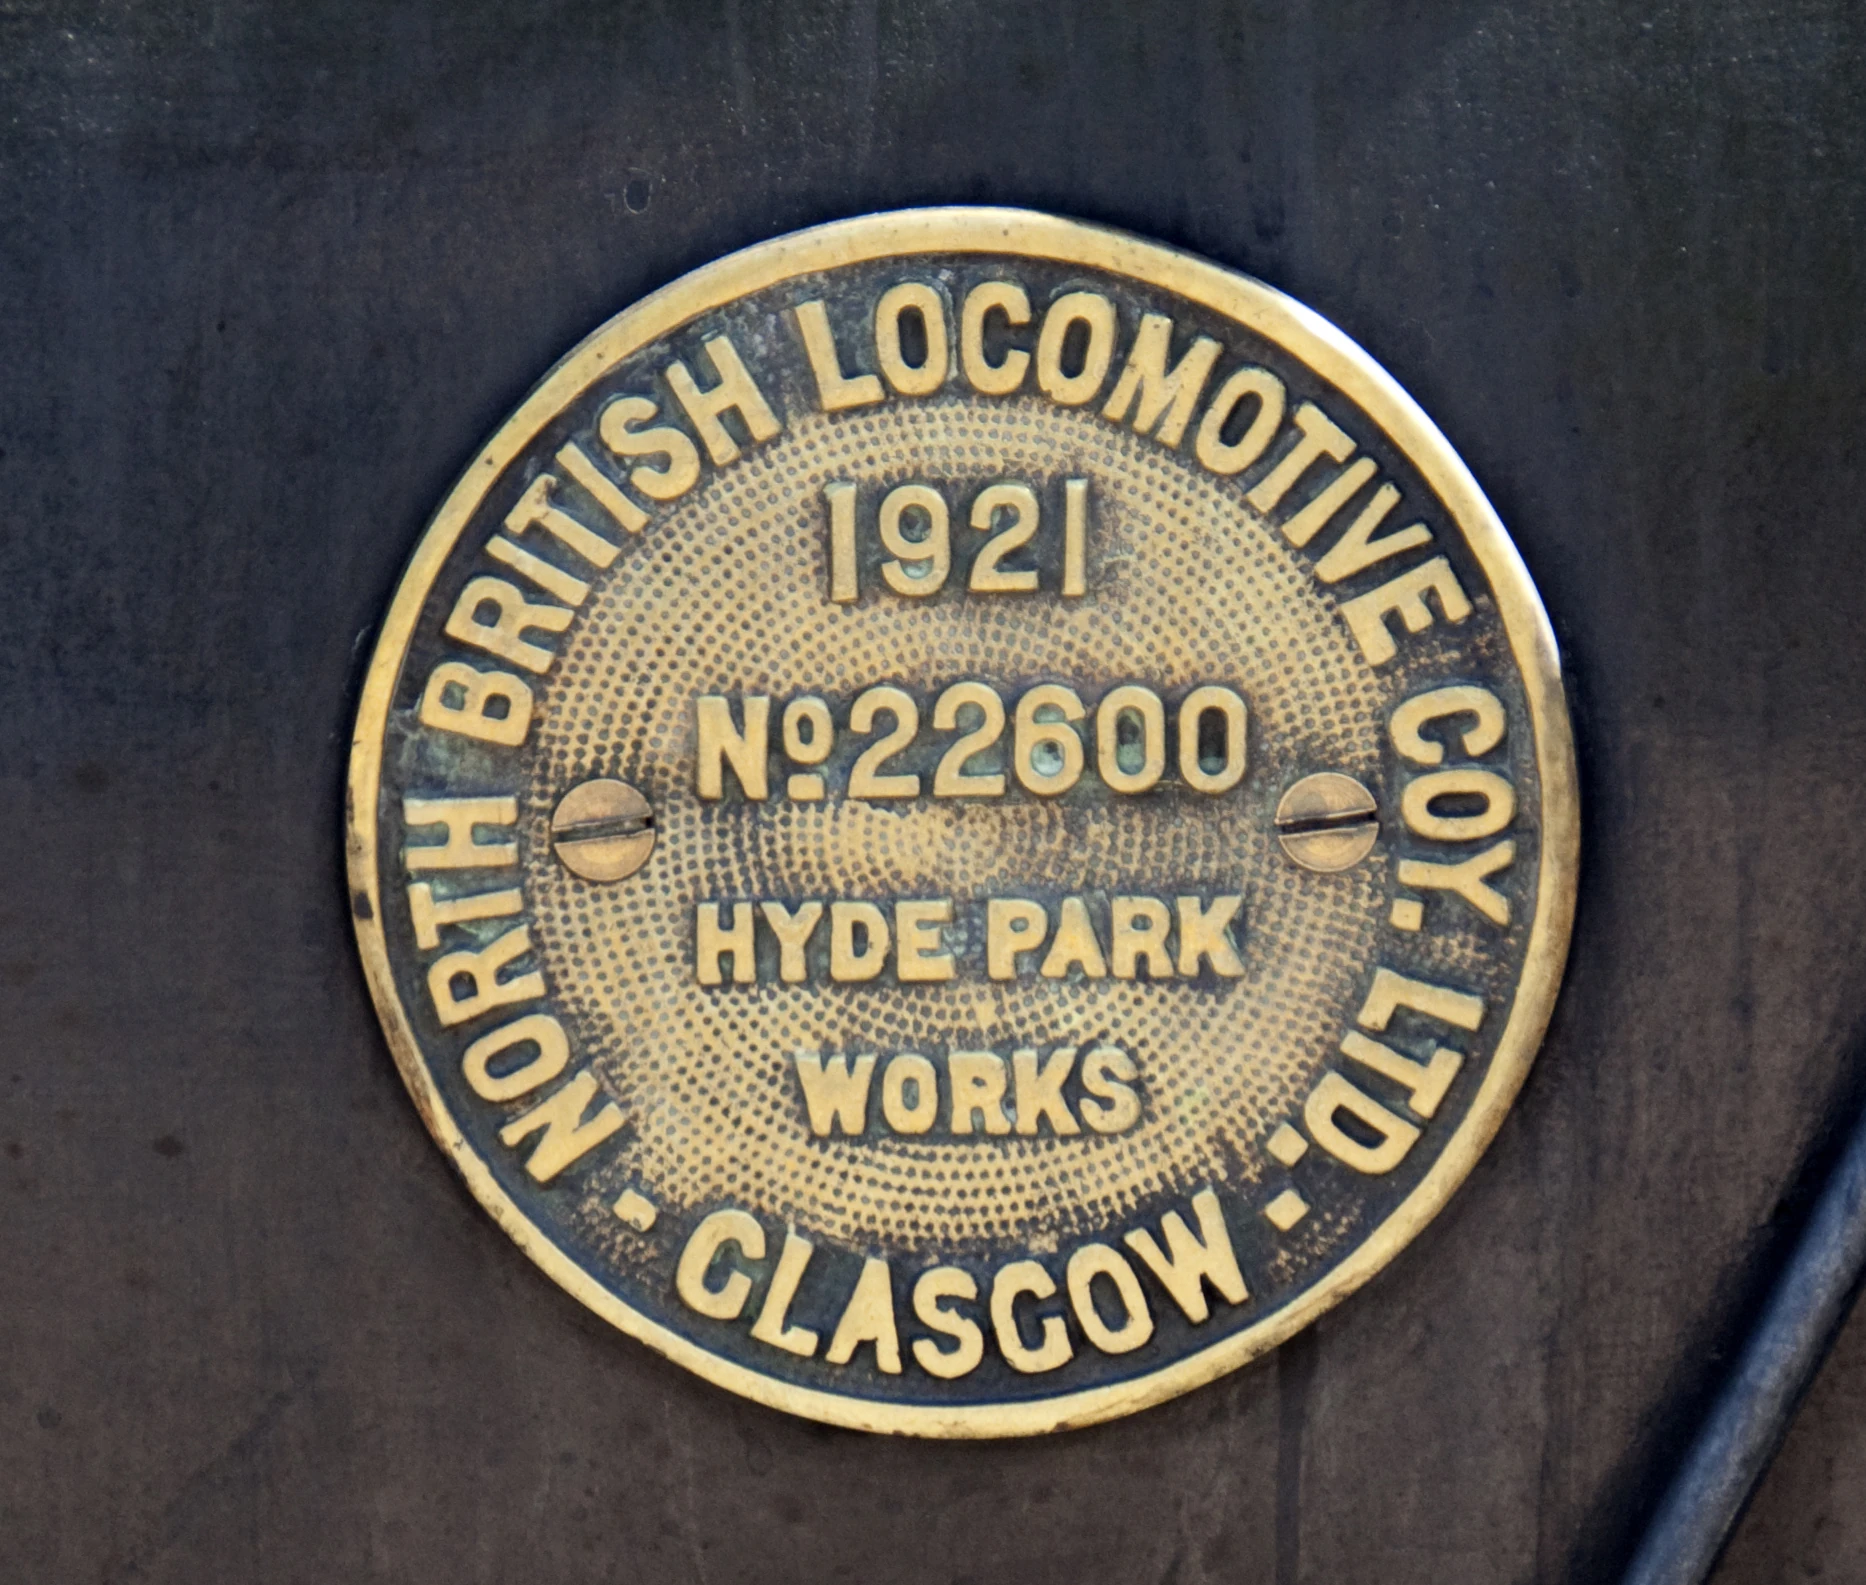 NORTH BRITISH LOCOMOTIVE COY. LTD.
1921
No 22600
HYDE PARK
WORKS
GLASGOW